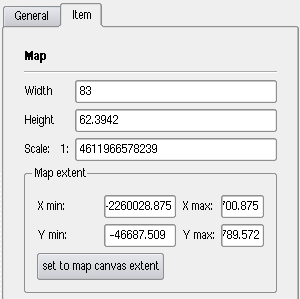 General Item
Map
Width 83
Height 62.3942
Scale: 1: 4611966578239
Map extent
X min: -2260028.875 X max: 700.875
Y min: -46687.509 Y max: 789.572
set to map canvas extent